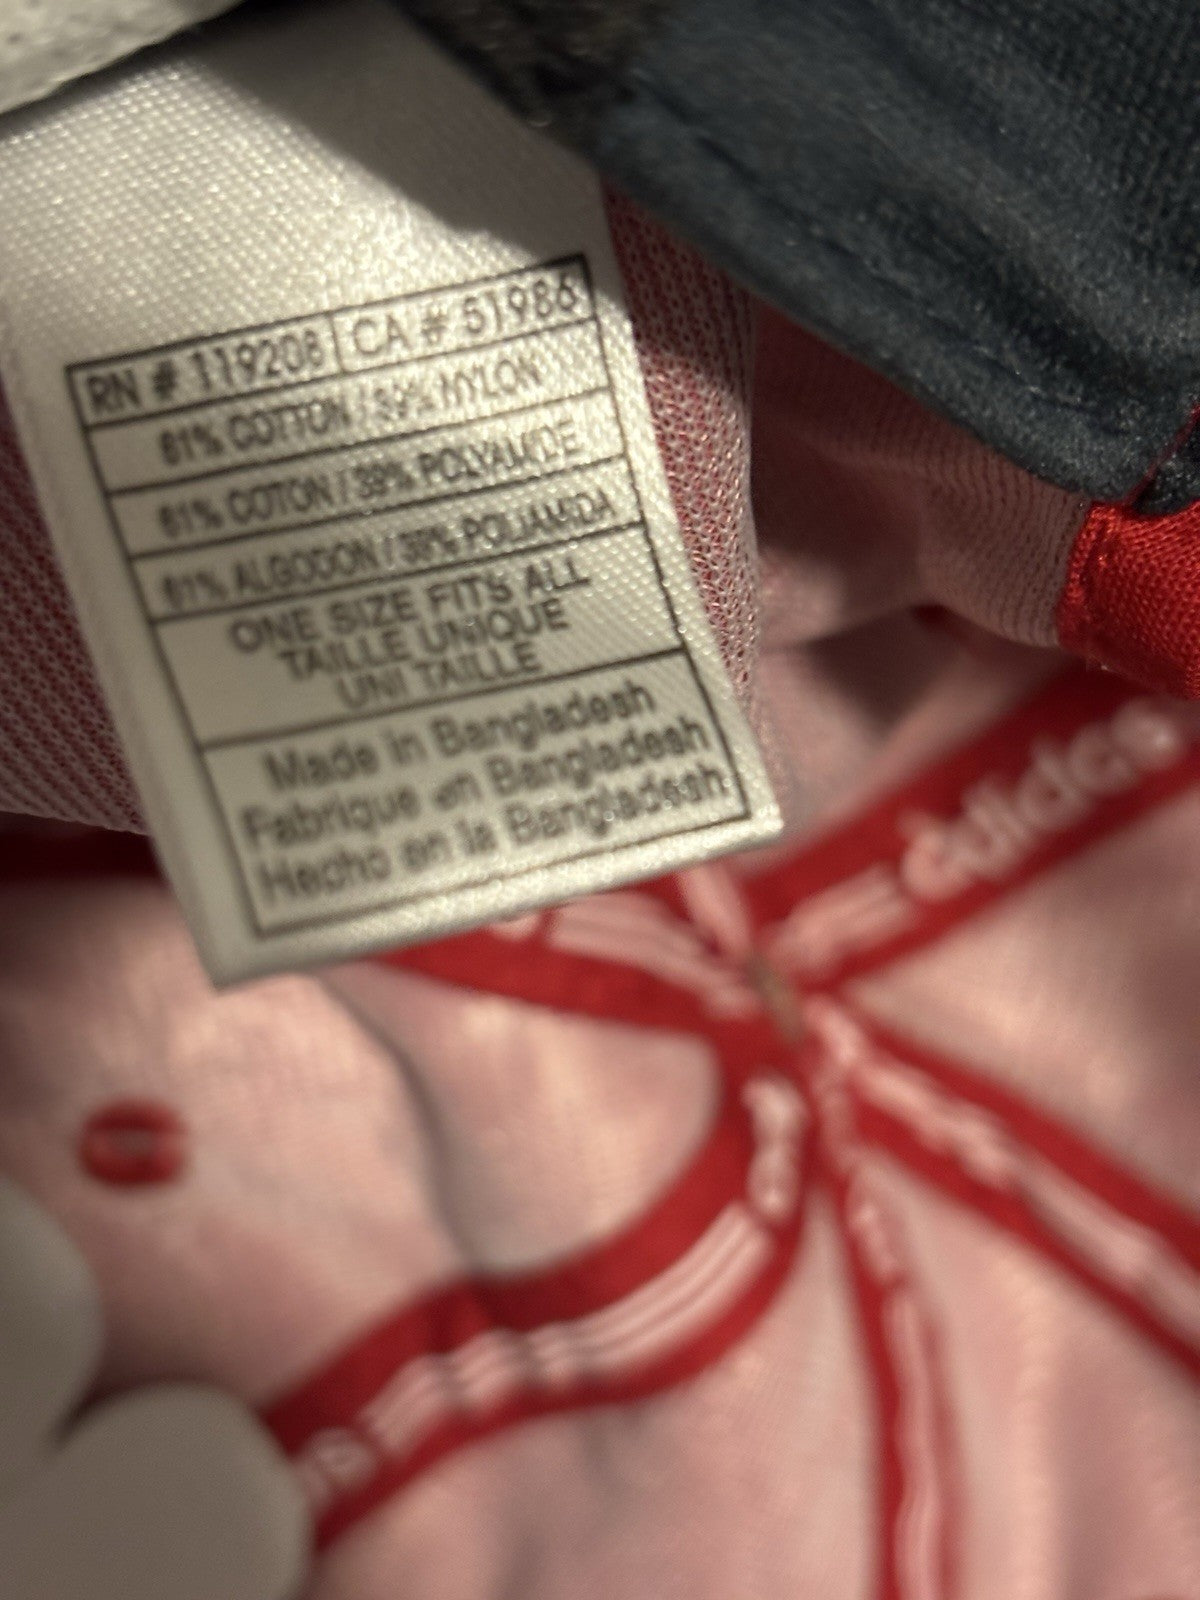 RN # 119208 CA # 51986
61% COTTON / 39% NYLON
61% COTON / 39% POLYAMIDE
61% ALGODON / 39% POLIAMIDA
ONE SIZE FITS ALL
TAILLE UNIQUE
UNI TAILLE
Made in Bangladesh
Fabrique en Bangladesh
Hecho en la Bangladesh
adidas